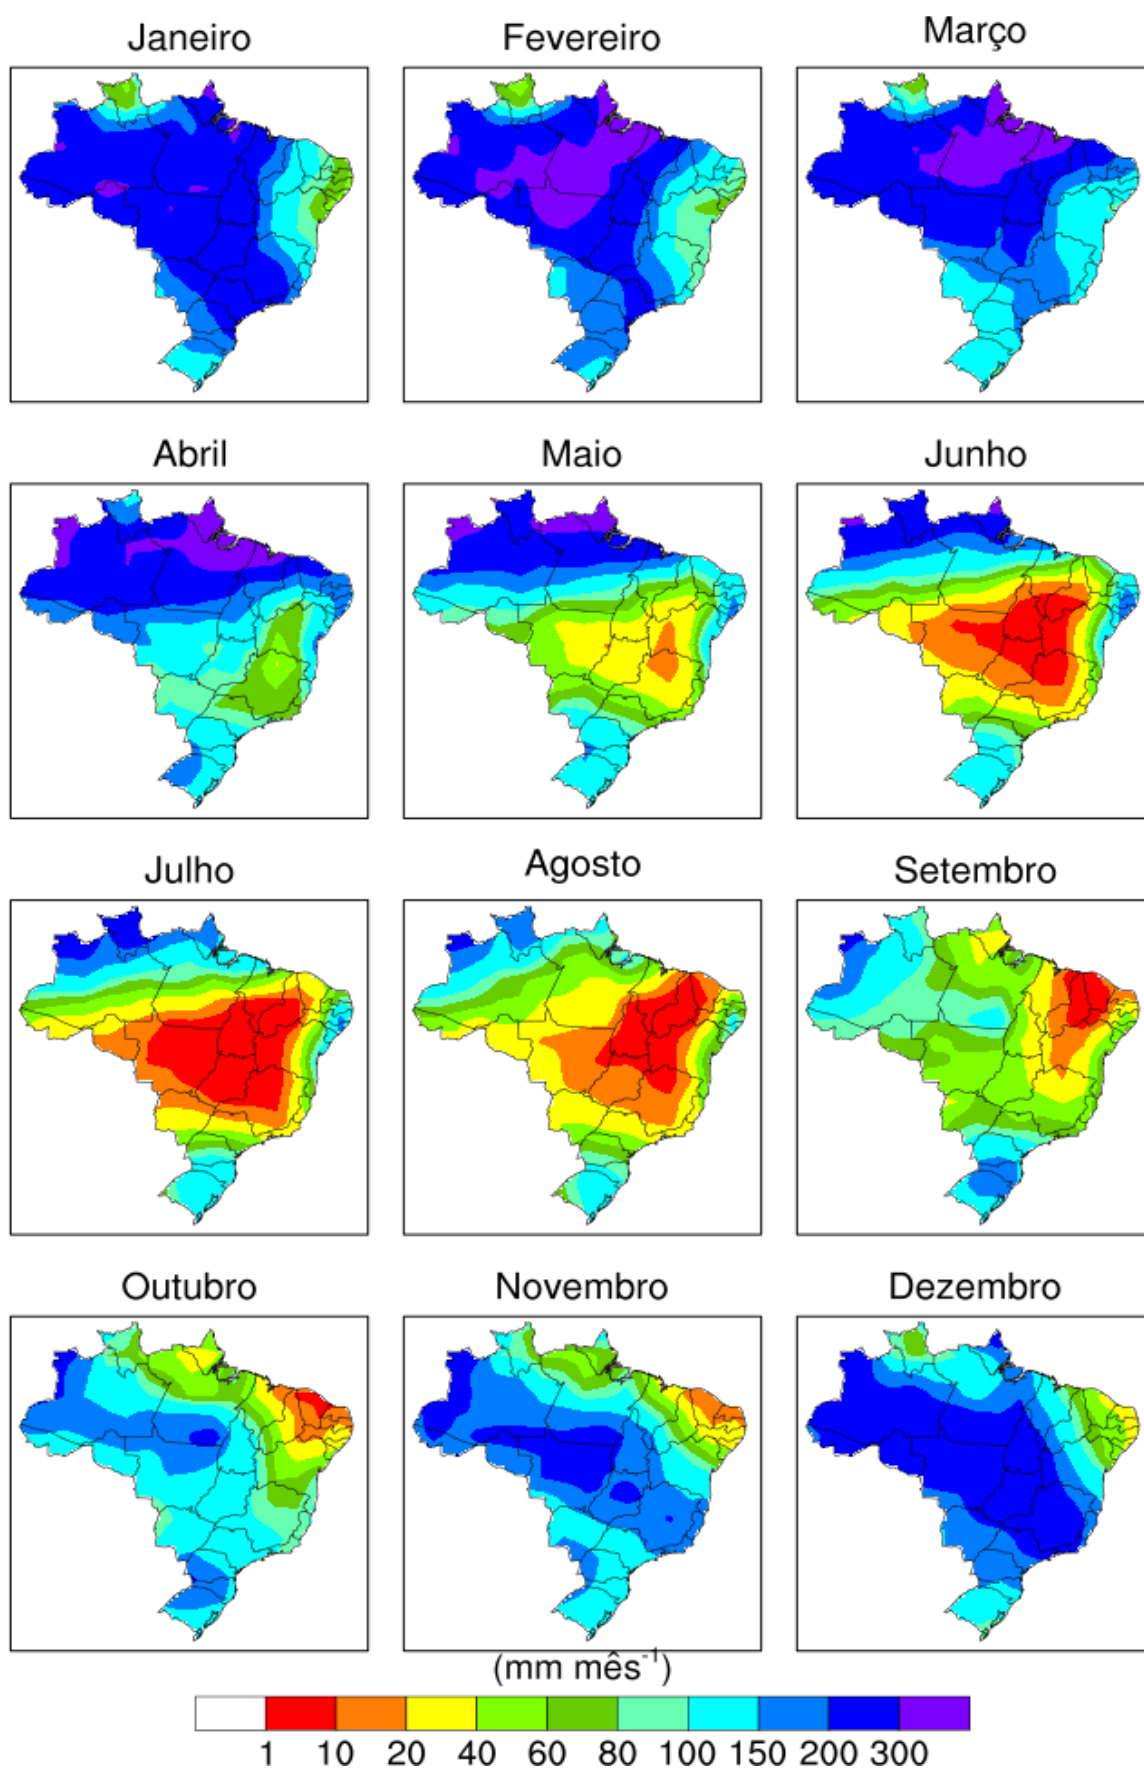 Janeiro Fevereiro Março
Abril Maio Junho
Julho Agosto Setembro
Outubro Novembro Dezembro
(mm mês⁻¹)
1 10 20 40 60 80 100 150 200 300